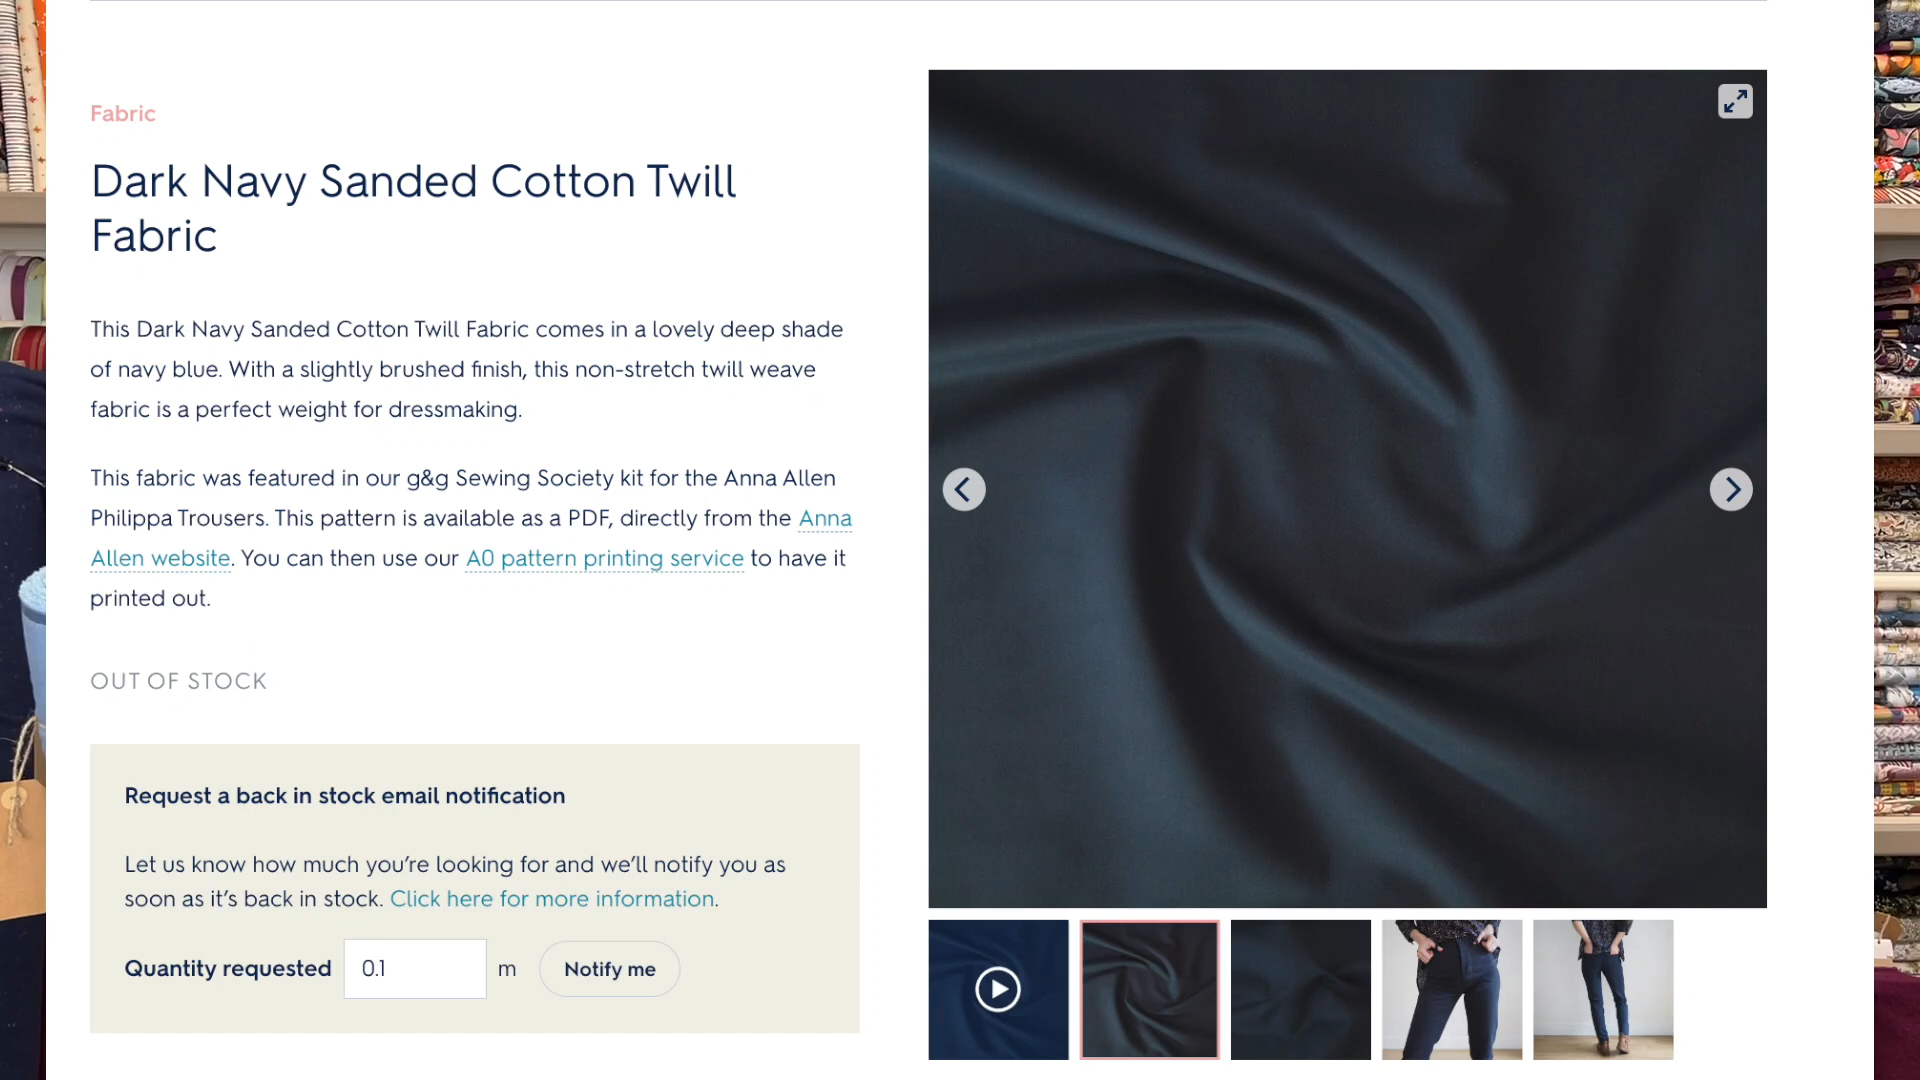 Fabric
Dark Navy Sanded Cotton Twill
Fabric
This Dark Navy Sanded Cotton Twill Fabric comes in a lovely deep shade
of navy blue. With a slightly brushed finish, this non-stretch twill weave
fabric is a perfect weight for dressmaking.
This fabric was featured in our g&g Sewing Society kit for the Anna Allen
Philippa Trousers. This pattern is available as a PDF, directly from the Anna
Allen website. You can then use our A0 pattern printing service to have it
printed out.
OUT OF STOCK
Request a back in stock email notification
Let us know how much you’re looking for and we’ll notify you as
soon as it’s back in stock. Click here for more information.
Quantity requested 0.1 m Notify me